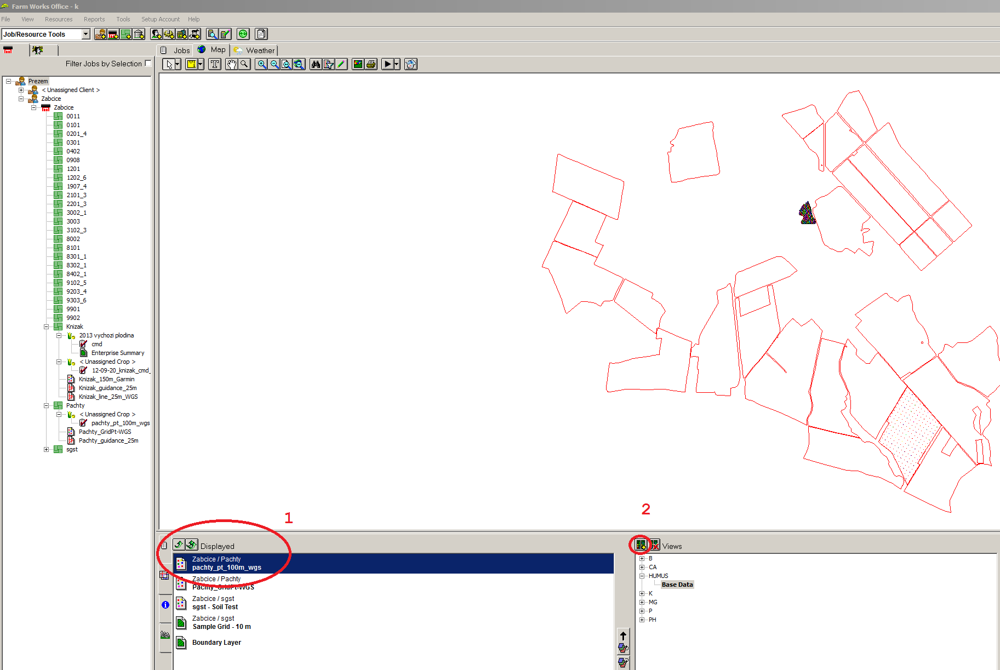 Farm Works Office - k
File View Resources Reports Tools Setup Account Help
Job/Resource Tools
Jobs Map Weather
Filter Jobs by Selection
T
Prezem
< Unassigned Client >
Zabcice
Zabcice
0011
0101
0201_4
0301
0402
0908
1201
1202_6
1907_4
2101_3
2201_3
3002_1
3003
3102_3
8002
8101
8301_1
8302_1
8402_1
9102_5
9203_4
9303_6
9901
9902
Knizak
2013 vychozi plodina
cmd
Enterprise Summary
< Unassigned Crop >
12-09-20_knizak_cmd_
Knizak_150m_Garmin
Knizak_guidance_25m
Knizak_line_25m_WGS
Pachty
< Unassigned Crop >
pachty_pt_100m_wgs
Pachty_GridPt-WGS
Pachty_guidance_25m
sgst
1
2
Displayed
Zabcice / Pachty
pachty_pt_100m_wgs
Zabcice / Pachty
Pachty_GridPt-WGS
Zabcice / sgst
sgst - Soil Test
Zabcice / sgst
Sample Grid - 10 m
Boundary Layer
Views
B
CA
HUMUS
Base Data
K
MG
P
PH